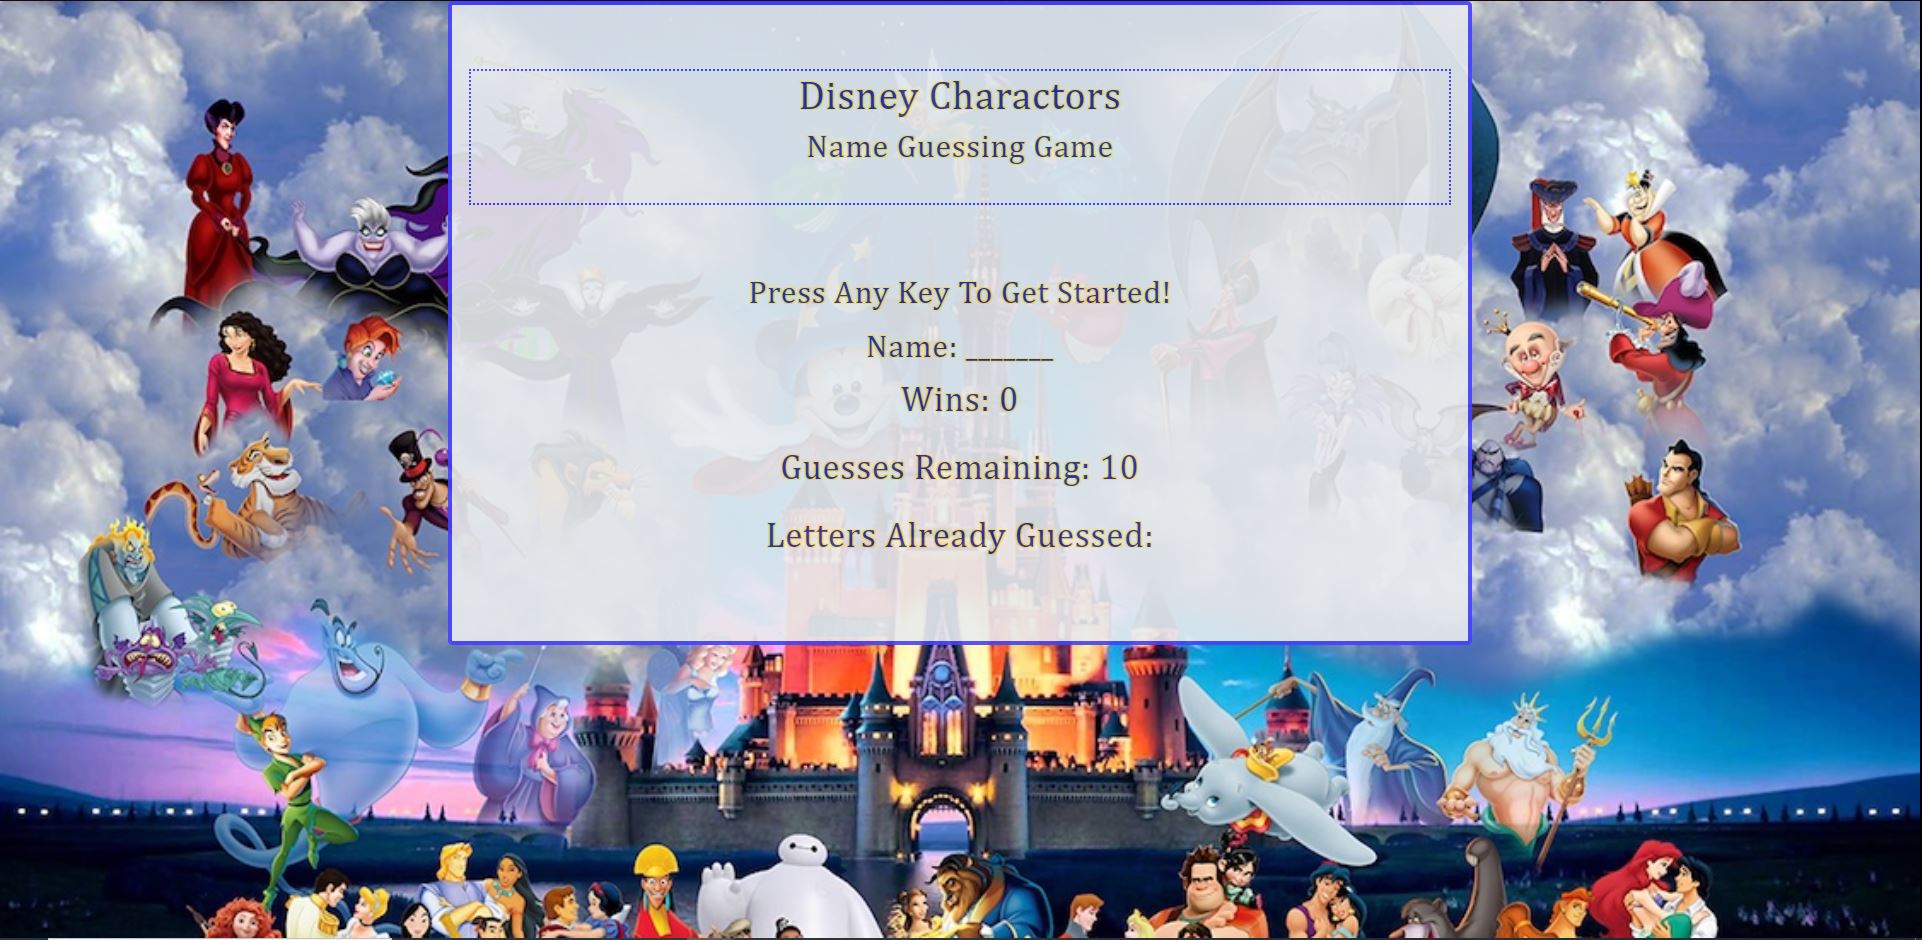 Disney Charactors
Name Guessing Game
Press Any Key To Get Started!
Name: _______
Wins: 0
Guesses Remaining: 10
Letters Already Guessed: